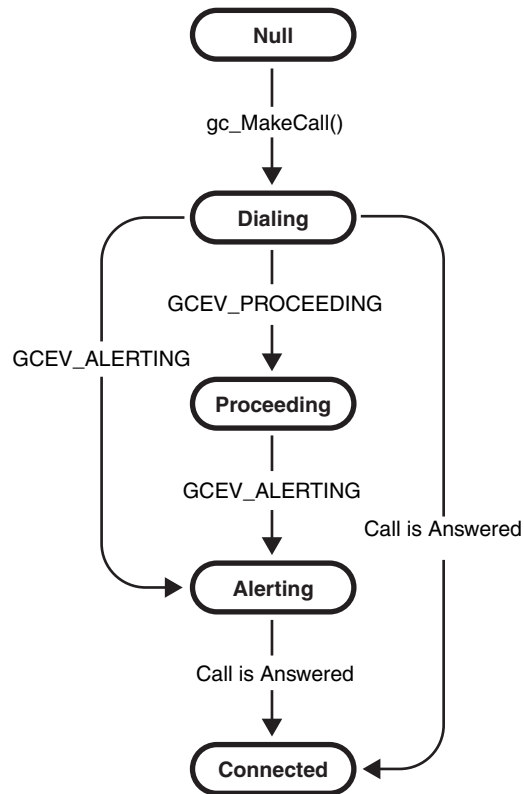 Null
gc_MakeCall()
Dialing
GCEV_PROCEEDING
GCEV_ALERTING
Proceeding
GCEV_ALERTING
Call is Answered
Alerting
Call is Answered
Connected